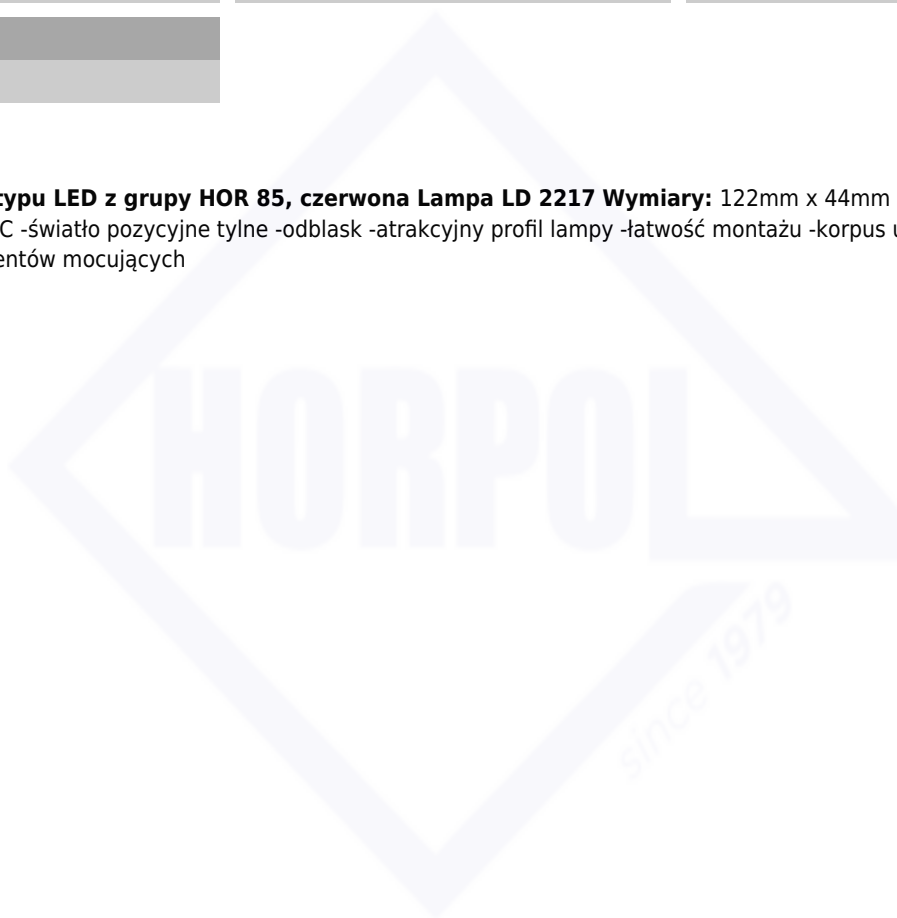 typu LED z grupy HOR 85, czerwona Lampa LD 2217 Wymiary: 122mm x 44mm
C -światło pozycyjne tylne -odblask -atrakcyjny profil lampy -łatwość montażu -korpus u
entów mocujących
HORPOL
since 1979